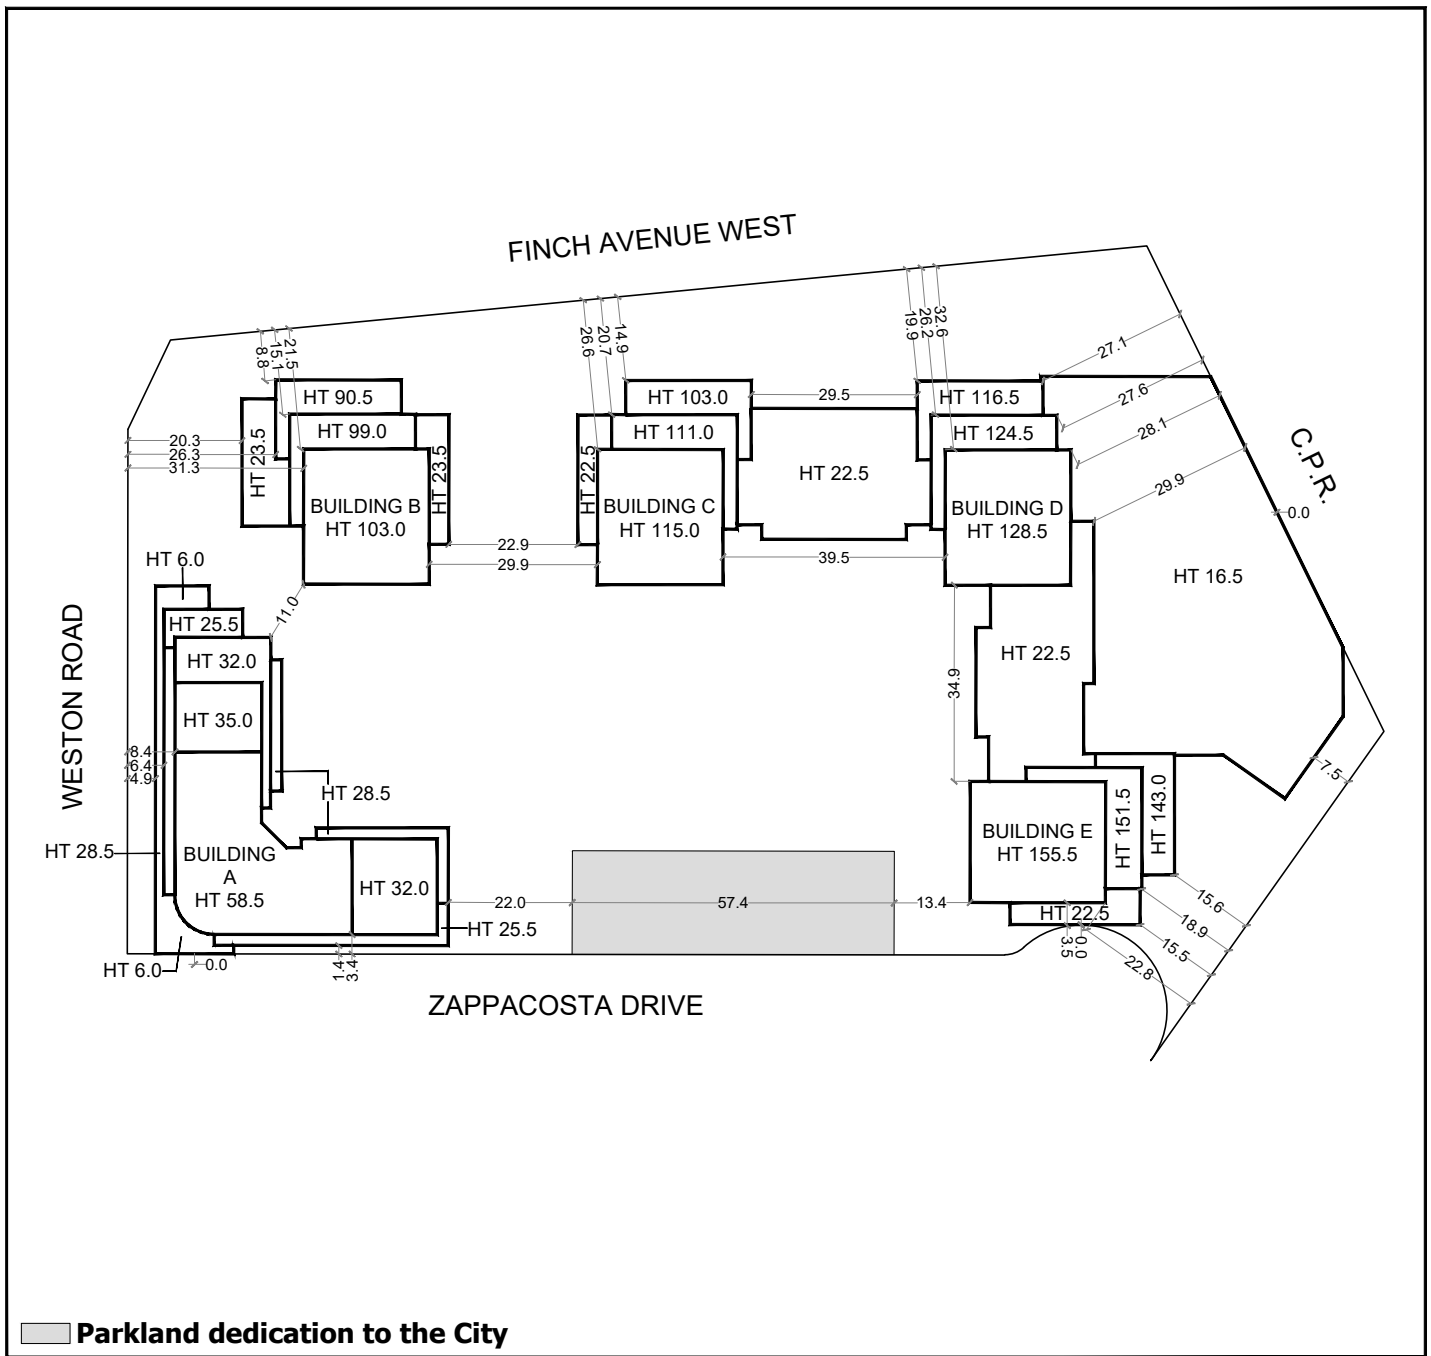 FINCH AVENUE WEST
8.8
15.1
21.5
26.6
20.7
14.9
19.9
26.2
32.6
27.1
27.6
28.1
29.9
C.P.R.
0.0
HT 90.5
HT 99.0
HT 23.5
HT 23.5
20.3
26.3
31.3
BUILDING B
HT 103.0
HT 103.0
HT 111.0
HT 22.5
BUILDING C
HT 115.0
29.5
HT 22.5
HT 116.5
HT 124.5
BUILDING D
HT 128.5
22.9
29.9
39.5
HT 16.5
HT 6.0
11.0
HT 25.5
HT 32.0
HT 35.0
WESTON ROAD
8.4
6.4
4.9
HT 28.5
HT 28.5
BUILDING
A
HT 58.5
HT 32.0
HT 25.5
HT 6.0
0.0
1.4
3.4
22.0
57.4
13.4
34.9
HT 22.5
BUILDING E
HT 155.5
HT 151.5
HT 143.0
HT 22.5
7.5
3.5
0.0
22.8
15.5
18.9
15.6
ZAPPACOSTA DRIVE
Parkland dedication to the City